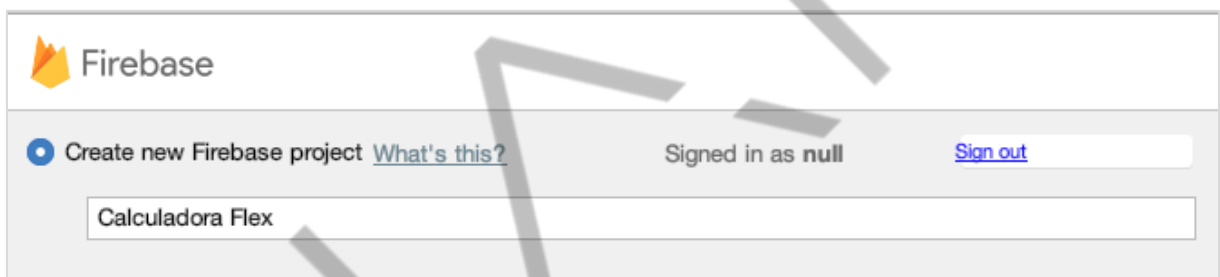 Firebase
Create new Firebase project What's this? Signed in as null Sign out
Calculadora Flex